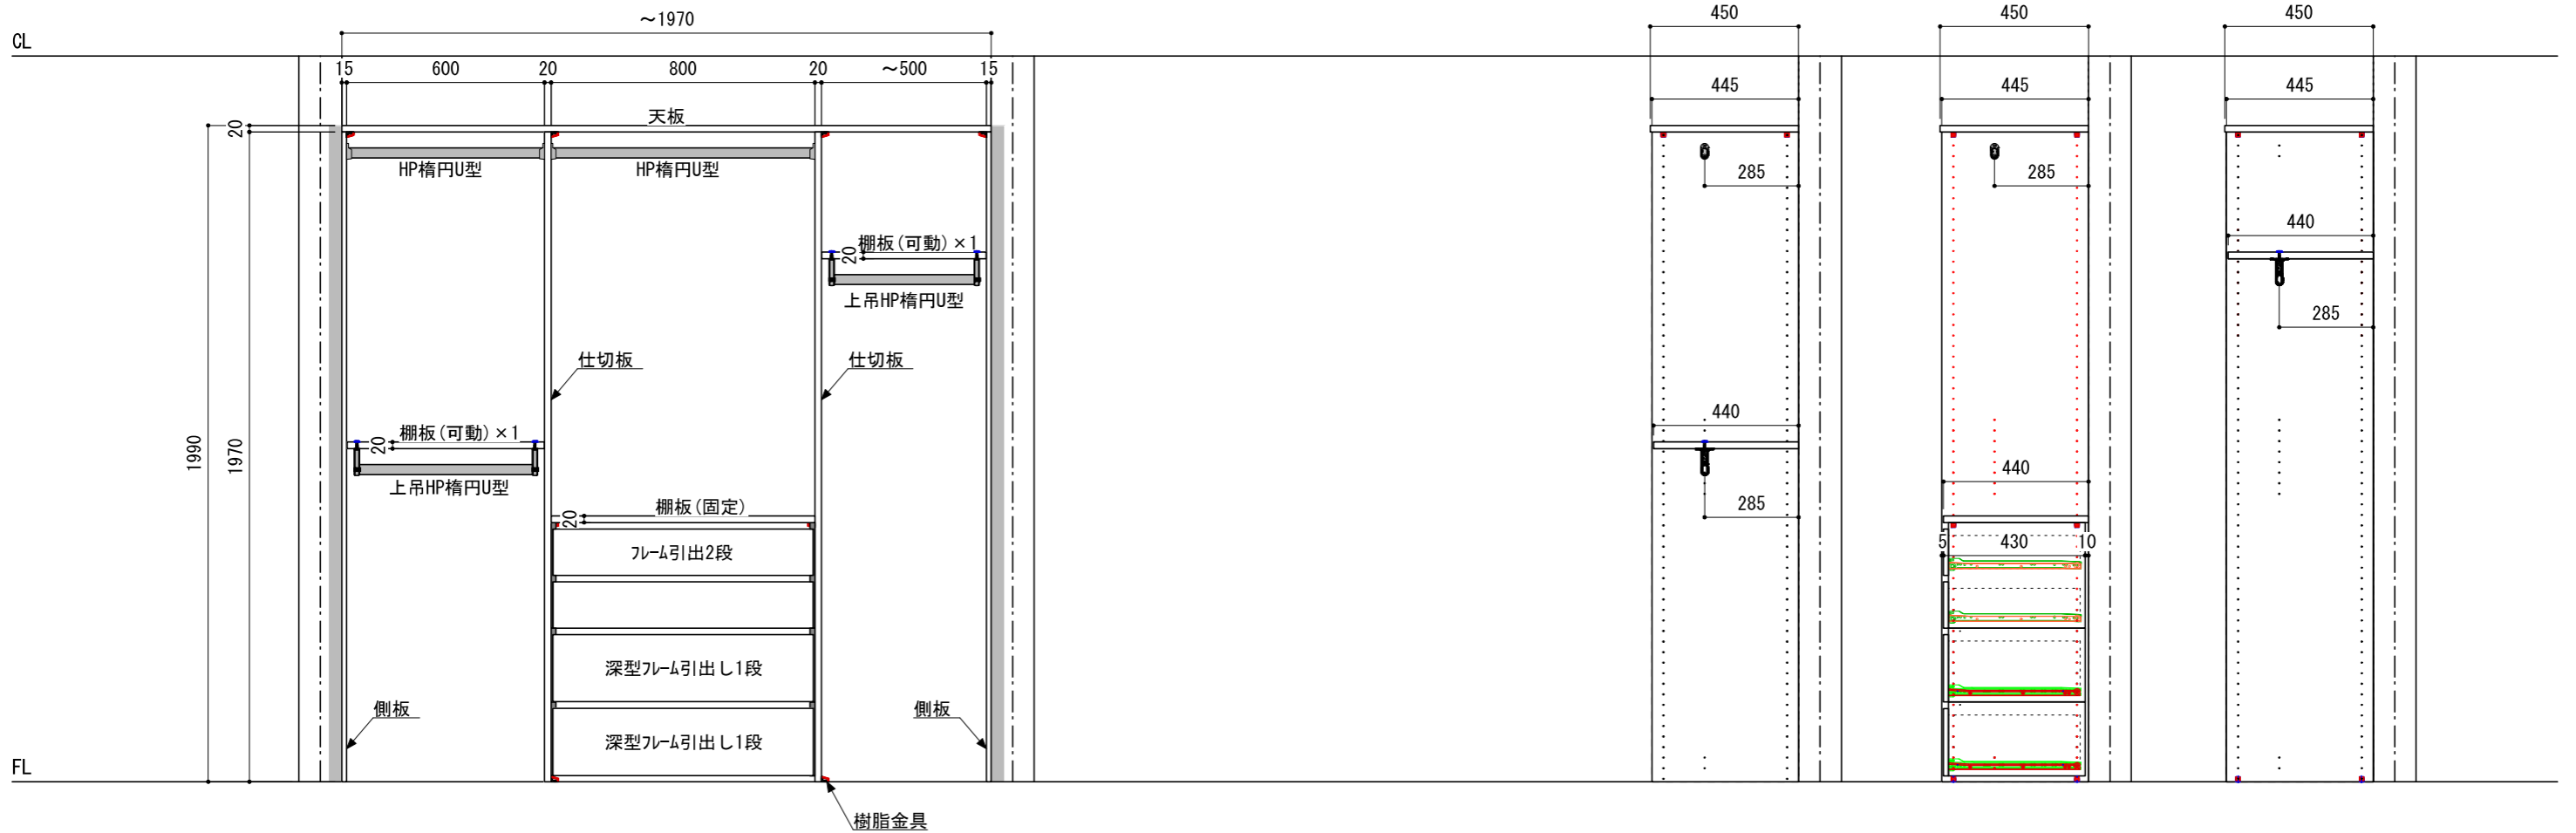 ~1970
450
450
450
CL
15
600
20
800
20
~500
15
445
445
445
天板
20
HP楕円U型
HP楕円U型
285
285
棚板(可動)×1
20
440
上吊HP楕円U型
285
仕切板
仕切板
440
棚板(可動)×1
20
1990
1970
440
上吊HP楕円U型
285
棚板(固定)
20
フレーム引出2段
5
430
10
深型フレーム引出し1段
側板
側板
深型フレーム引出し1段
FL
樹脂金具